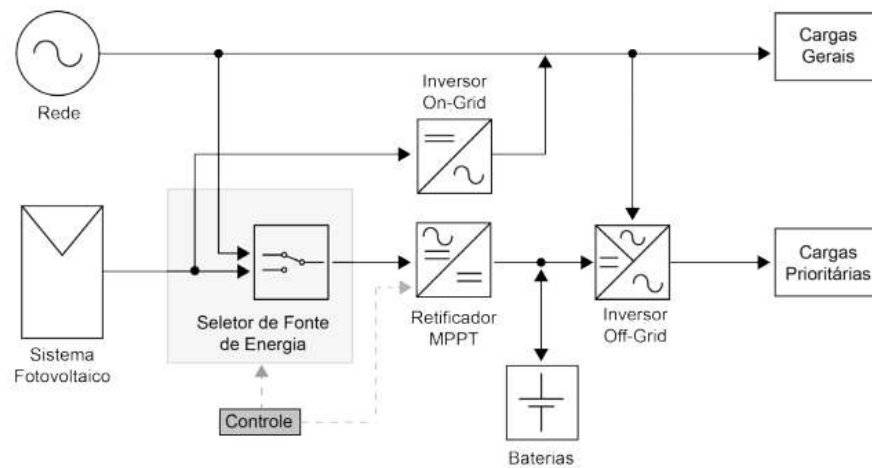 Rede
Inversor
On-Grid
Cargas
Gerais
Sistema
Fotovoltaico
Seletor de Fonte
de Energia
Retificador
MPPT
Inversor
Off-Grid
Cargas
Prioritárias
Controle
Baterias